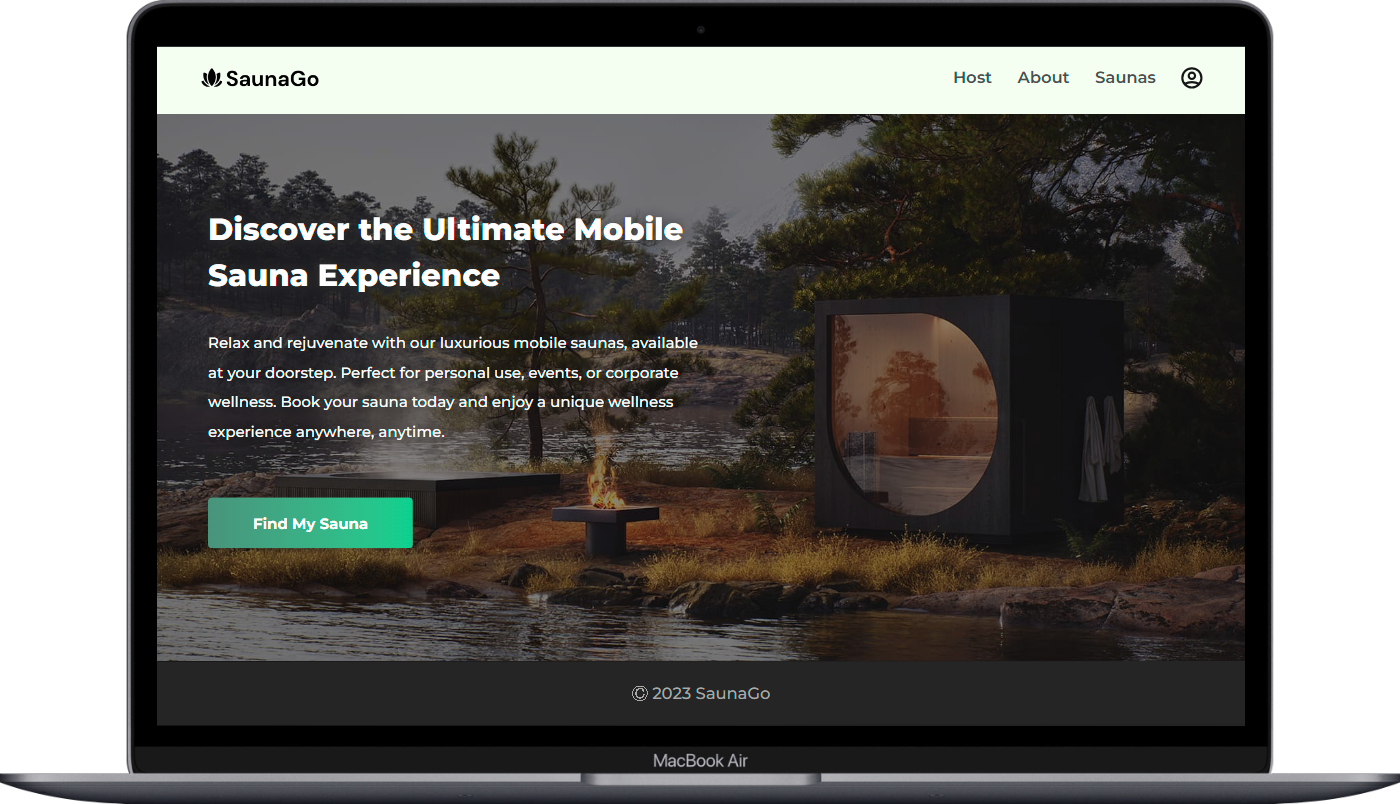 SaunaGo
Host
About
Saunas
Discover the Ultimate Mobile
Sauna Experience
Relax and rejuvenate with our luxurious mobile saunas, available
at your doorstep. Perfect for personal use, events, or corporate
wellness. Book your sauna today and enjoy a unique wellness
experience anywhere, anytime.
Find My Sauna
© 2023 SaunaGo
MacBook Air